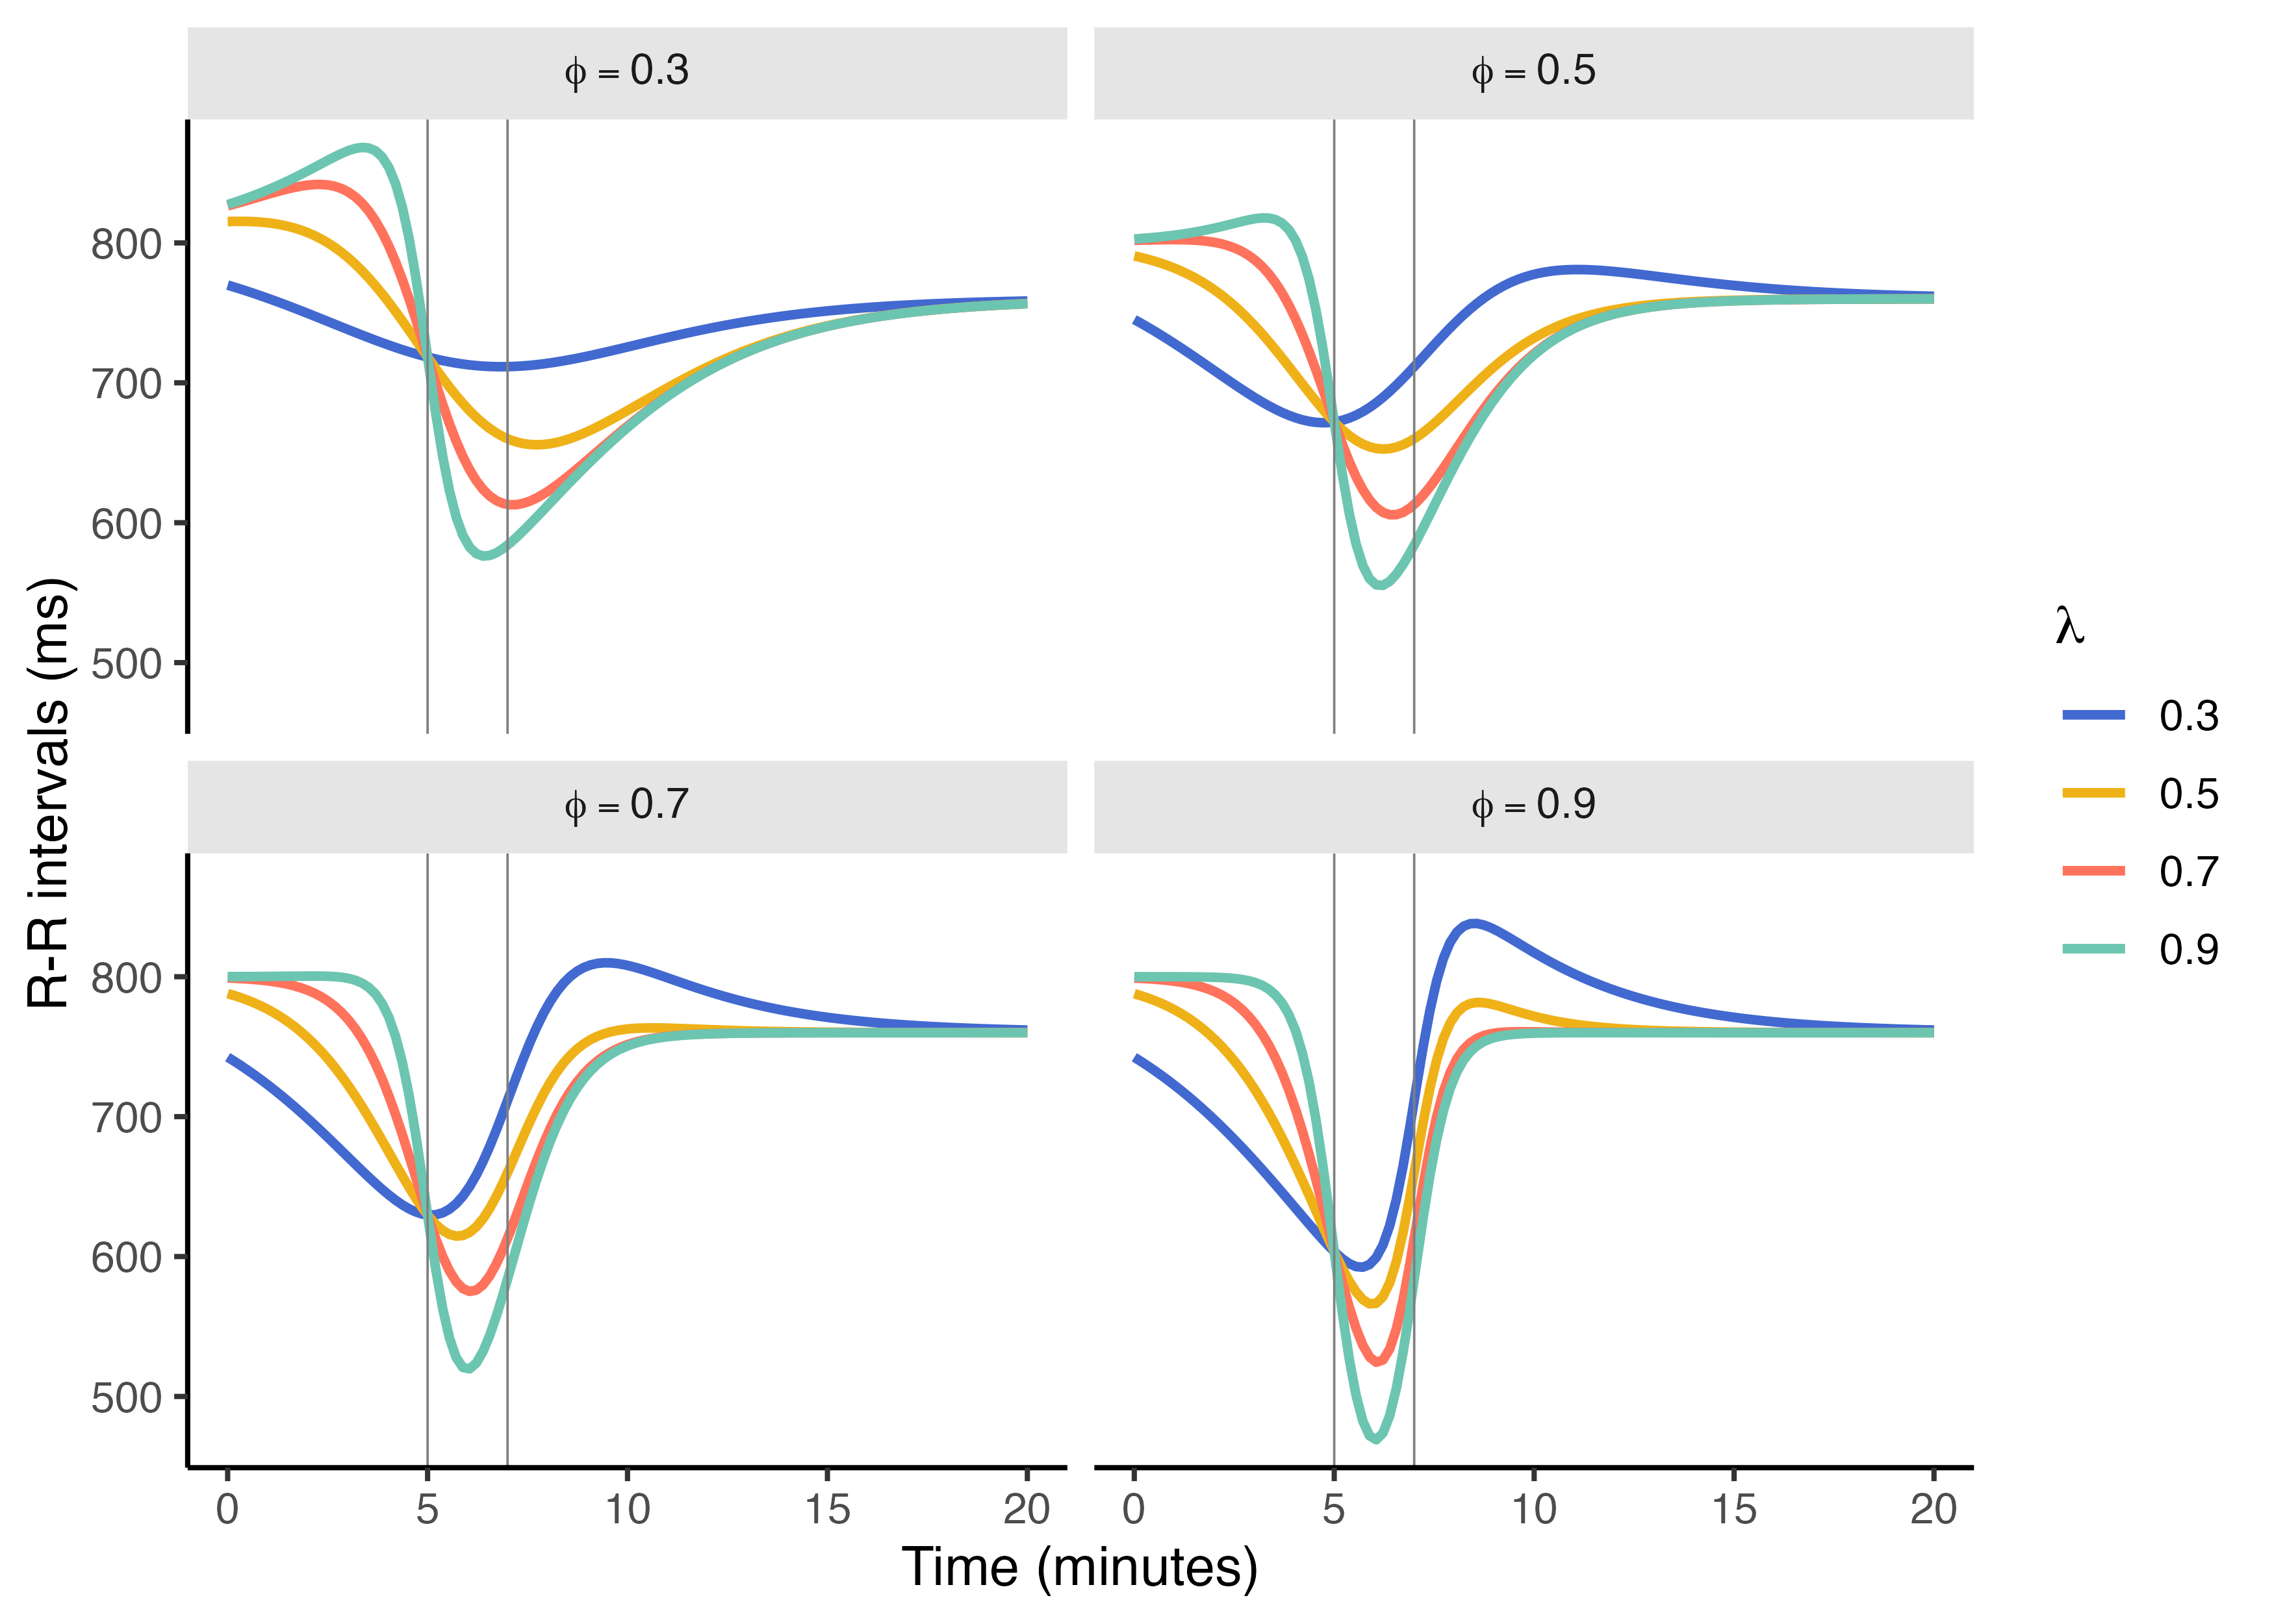 ϕ = 0.3
ϕ = 0.5
800
700
600
500
ϕ = 0.7
ϕ = 0.9
800
700
600
500
0 5 10 15 20
0 5 10 15 20
Time (minutes)
R-R intervals (ms)
λ
0.3
0.5
0.7
0.9